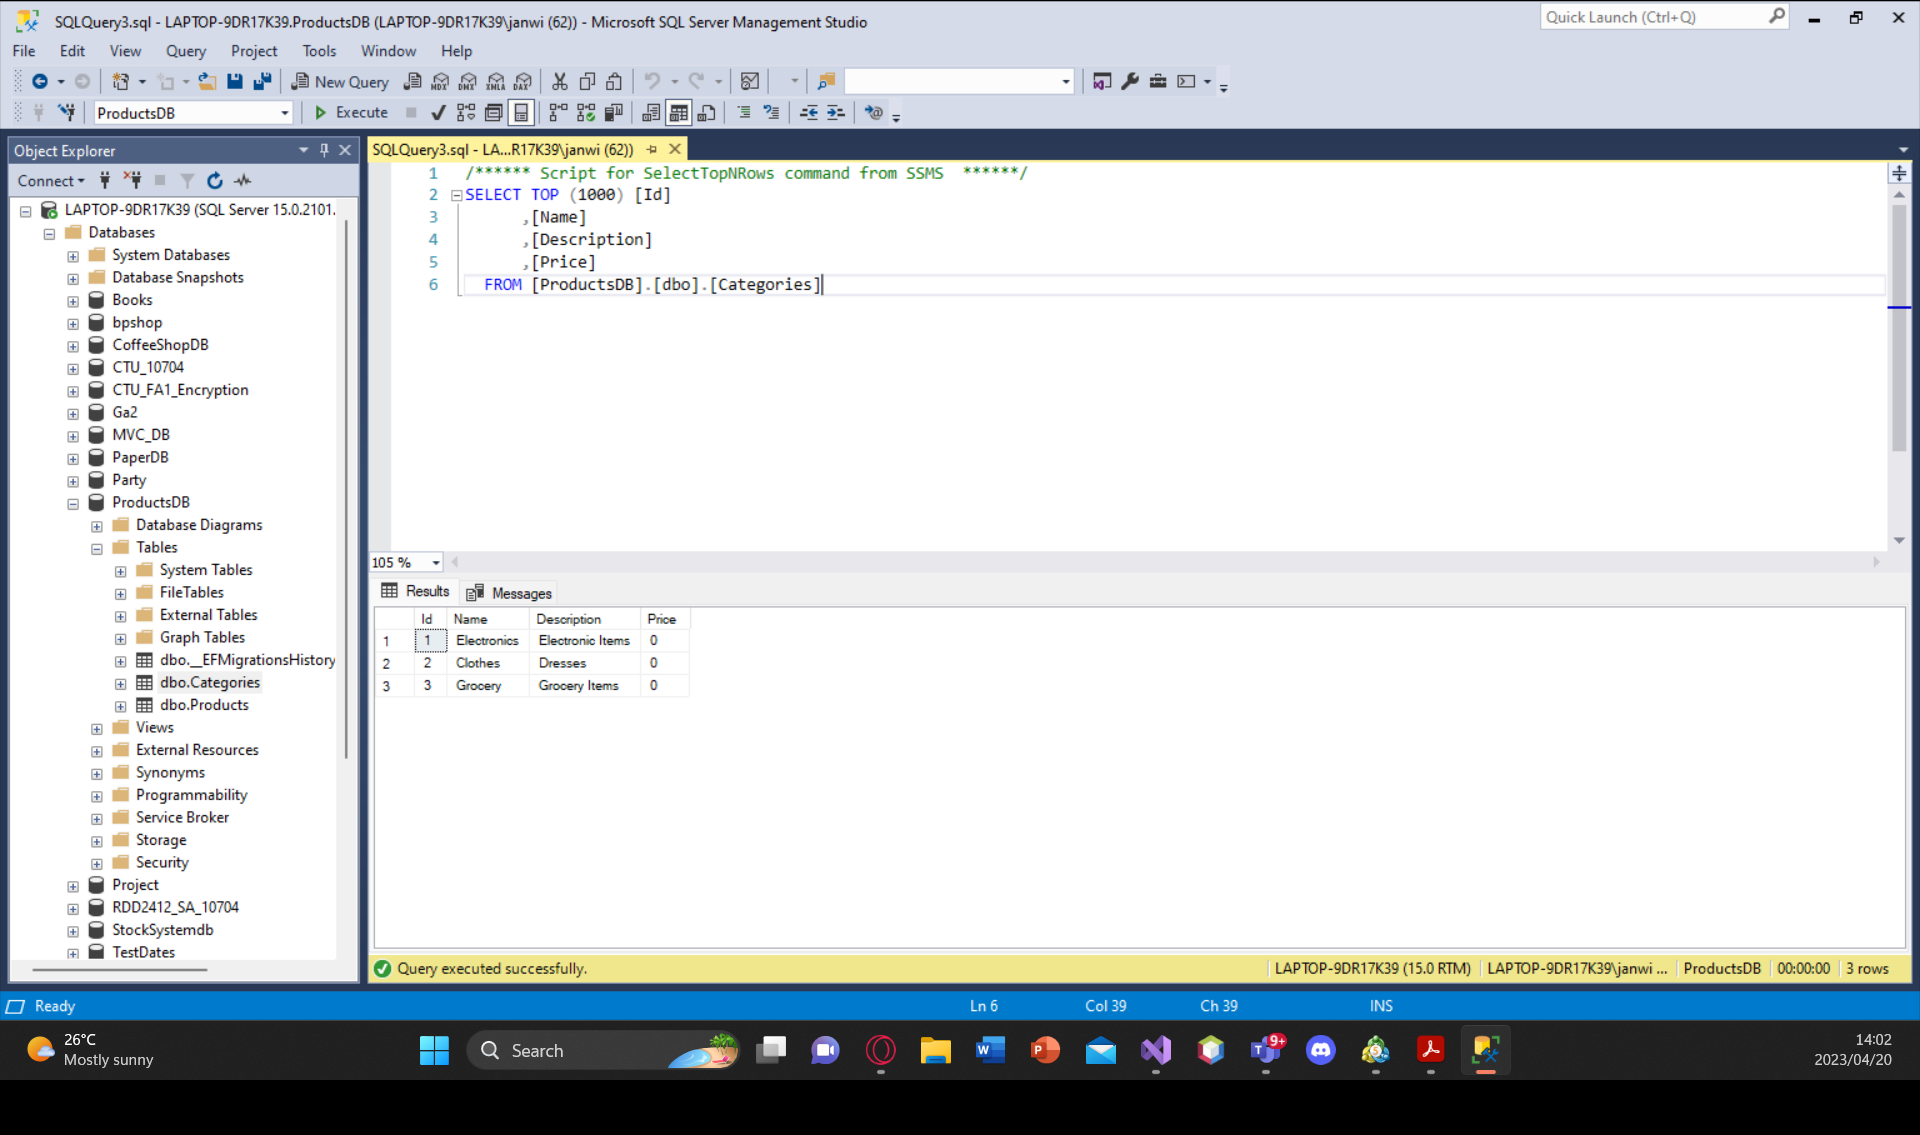 SQLQuery3.sql - LAPTOP-9DR17K39.ProductsDB (LAPTOP-9DR17K39\janwi (62)) - Microsoft SQL Server Management Studio
Quick Launch (Ctrl+Q)
File Edit View Query Project Tools Window Help
New Query MDX DMX XMLA DAX
ProductsDB Execute
Object Explorer
Connect
LAPTOP-9DR17K39 (SQL Server 15.0.2101.
Databases
System Databases
Database Snapshots
Books
bpshop
CoffeeShopDB
CTU_10704
CTU_FA1_Encryption
Ga2
MVC_DB
PaperDB
Party
ProductsDB
Database Diagrams
Tables
System Tables
FileTables
External Tables
Graph Tables
dbo.__EFMigrationsHistory
dbo.Categories
dbo.Products
Views
External Resources
Synonyms
Programmability
Service Broker
Storage
Security
Project
RDD2412_SA_10704
StockSystemdb
TestDates
SQLQuery3.sql - LA...R17K39\janwi (62))
1 /****** Script for SelectTopNRows command from SSMS ******/
2 SELECT TOP (1000) [Id]
3 ,[Name]
4 ,[Description]
5 ,[Price]
6 FROM [ProductsDB].[dbo].[Categories]
105 %
Results Messages
Id Name Description Price
1 1 Electronics Electronic Items 0
2 2 Clothes Dresses 0
3 3 Grocery Grocery Items 0
Query executed successfully. LAPTOP-9DR17K39 (15.0 RTM) LAPTOP-9DR17K39\janwi ... ProductsDB 00:00:00 3 rows
Ready Ln 6 Col 39 Ch 39 INS
26°C
Mostly sunny
Search
9+
14:02
2023/04/20